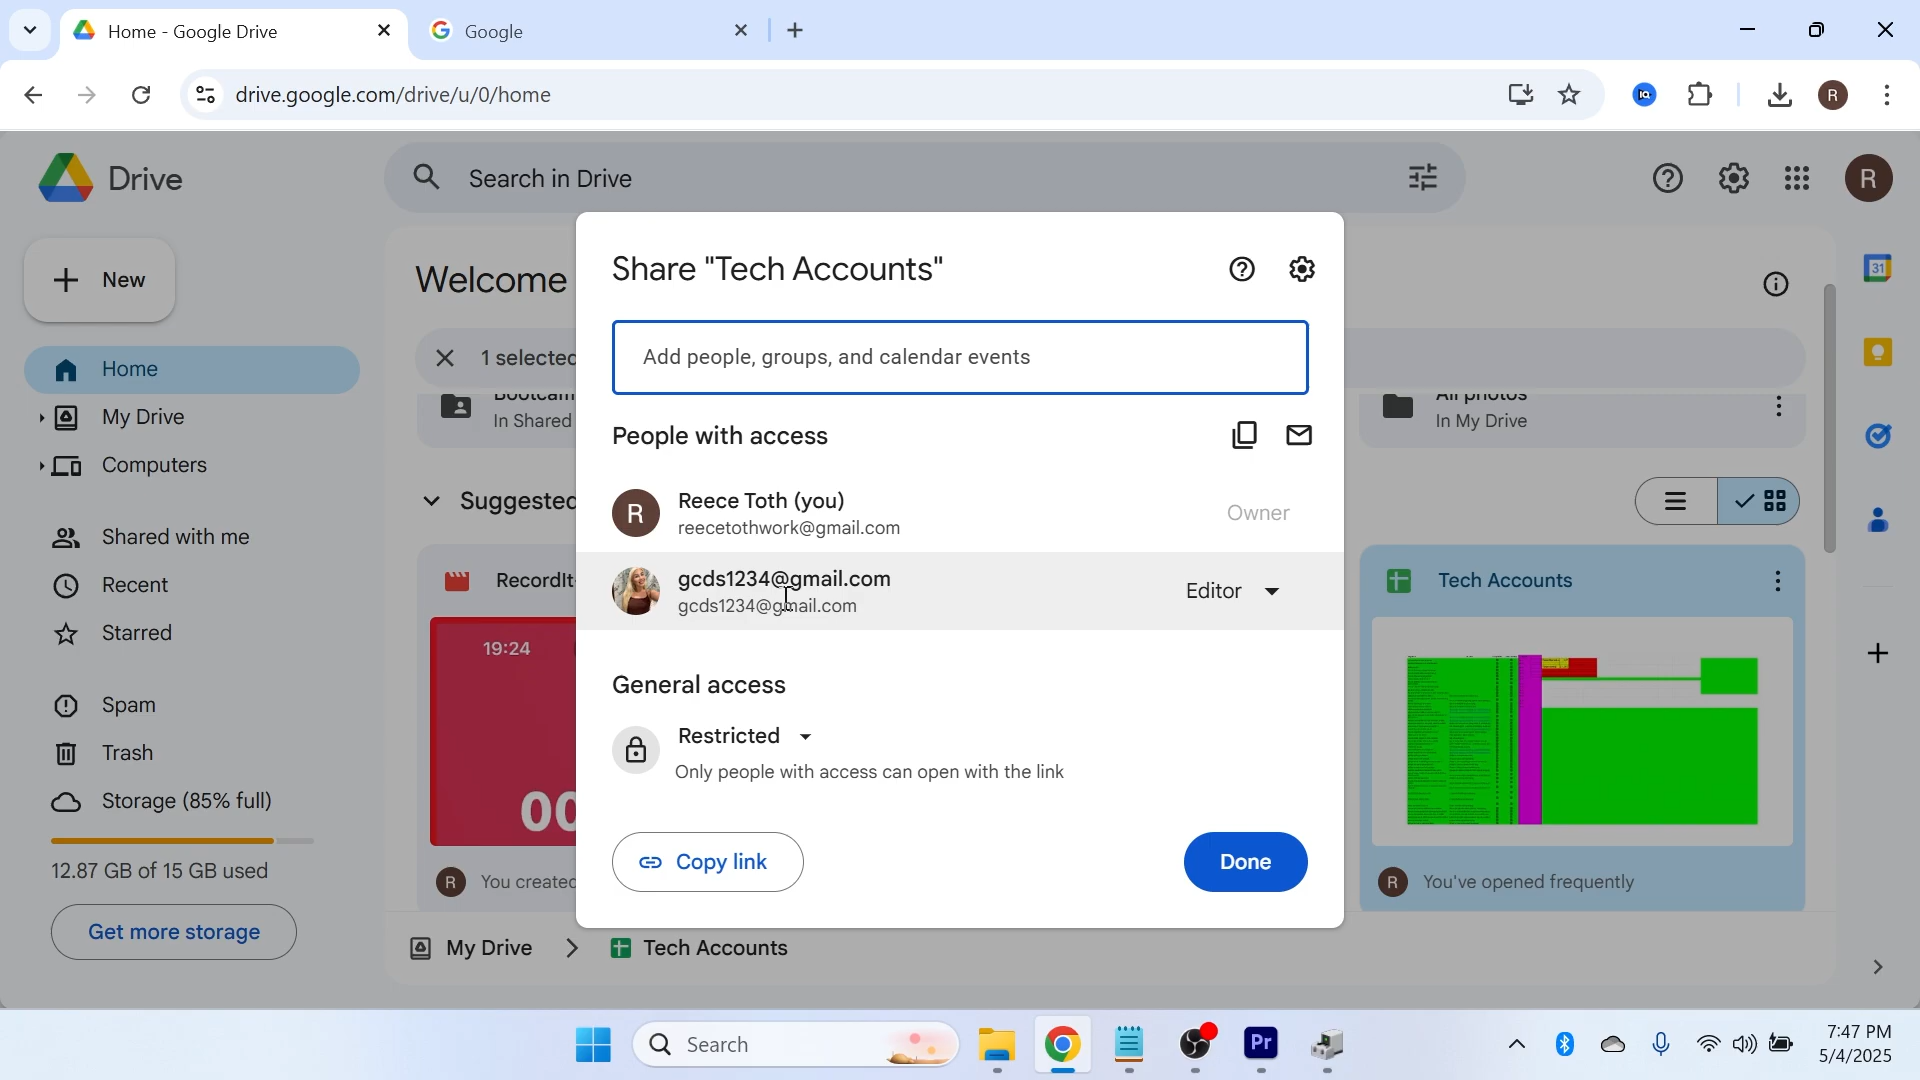 Home - Google Drive
Google
drive.google.com/drive/u/0/home
R
Drive
Search in Drive
R
New
Home
My Drive
Computers
Shared with me
Recent
Starred
Spam
Trash
Storage (85% full)
12.87 GB of 15 GB used
Get more storage
Welcome
1 selected
In Shared
All photos
In My Drive
Suggested
RecordIt-
19:24
00
R You created
Tech Accounts
R You've opened frequently
31
My Drive
Tech Accounts
Share "Tech Accounts"
Add people, groups, and calendar events
People with access
R
Reece Toth (you)
reecetothwork@gmail.com
Owner
gcds1234@gmail.com
gcds1234@gmail.com
Editor
General access
Restricted
Only people with access can open with the link
Copy link
Done
Search
Pr
7:47 PM
5/4/2025